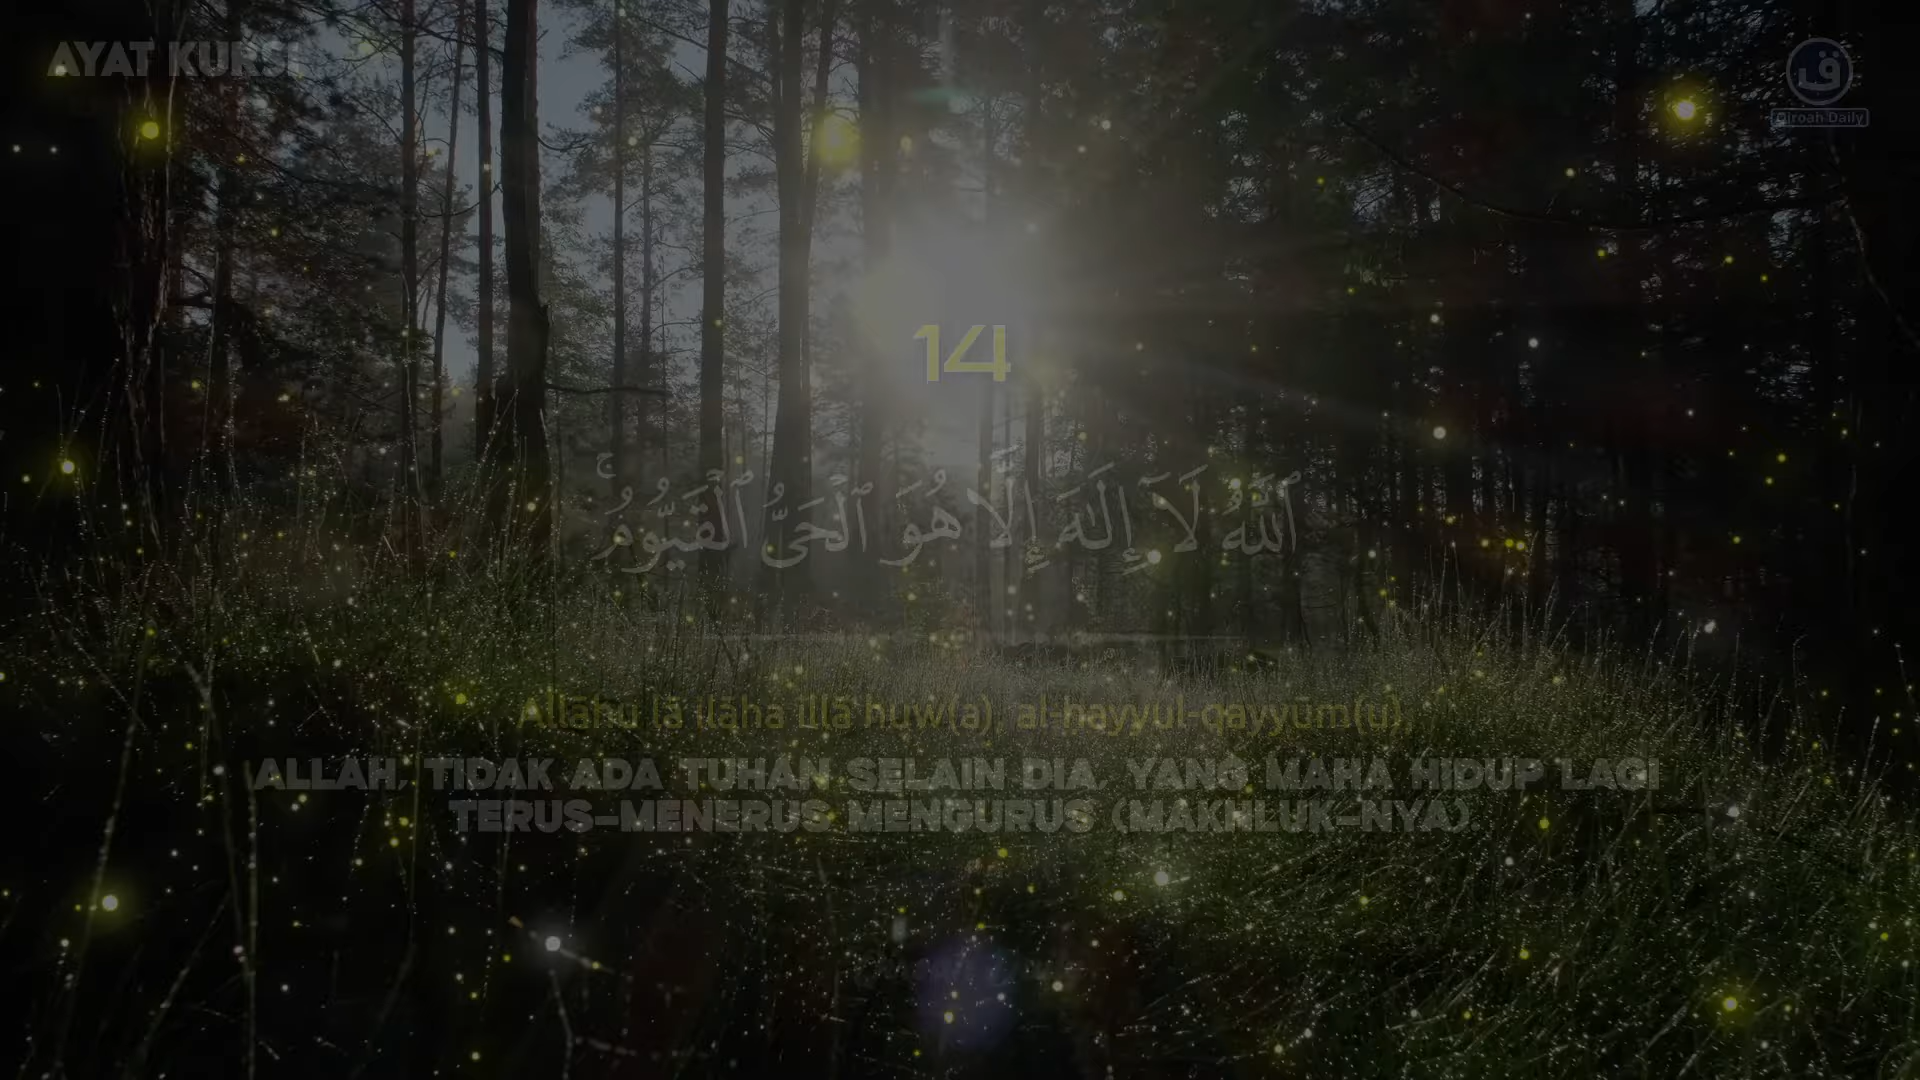 AYAT KURSI
Qiroah Daily
14
ٱللَّهُ لَآ إِلَٰهَ إِلَّا هُوَ ٱلْحَىُّ ٱلْقَيُّومُ ۚ
Allāhu lā ilāha illā huw(a), al-ḥayyul-qayyūm(u),
ALLAH, TIDAK ADA TUHAN SELAIN DIA, YANG MAHA HIDUP LAGI
TERUS-MENERUS MENGURUS (MAKHLUK-NYA).